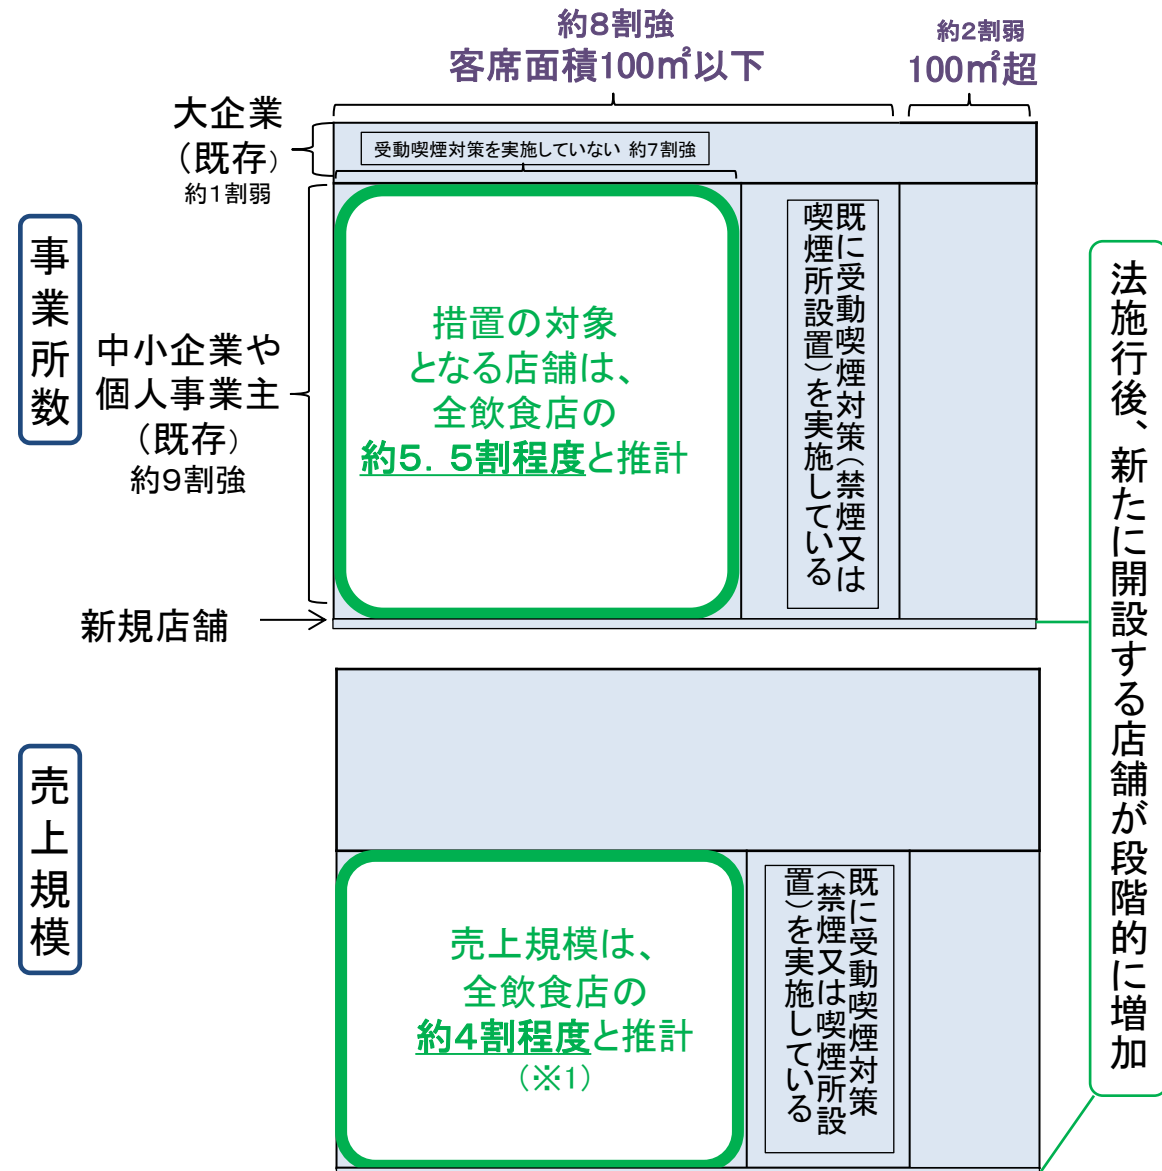 約8割強
客席面積100㎡以下
約2割弱
100㎡超
大企業
（既存）
約1割弱
受動喫煙対策を実施していない 約7割強
事業所数
中小企業や
個人事業主
（既存）
約9割強
措置の対象
となる店舗は、
全飲食店の
約5．5割程度と推計
既に受動喫煙対策（禁煙又は
喫煙所設置）を実施している
新規店舗
法施行後、新たに開設する店舗が段階的に増加
売上規模
売上規模は、
全飲食店の
約4割程度と推計
（※1）
既に受動喫煙対策
（禁煙又は喫煙所設
置）を実施している